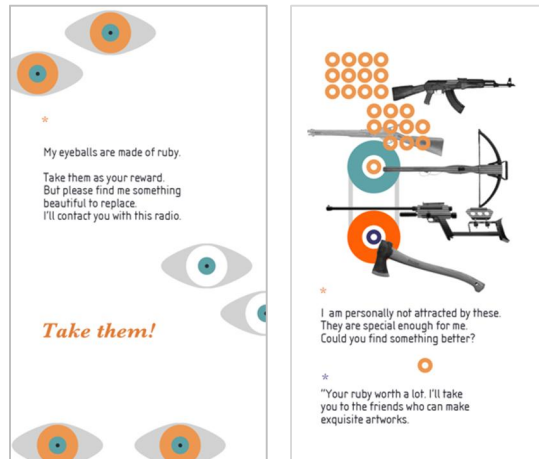 *
My eyeballs are made of ruby.
Take them as your reward.
But please find me something
beautiful to replace.
I'll contact you with this radio.
Take them!
*
I am personally not attracted by these.
They are special enough for me.
Could you find something better?
*
"Your ruby worth a lot. I'll take
you to the friends who can make
exquisite artworks.